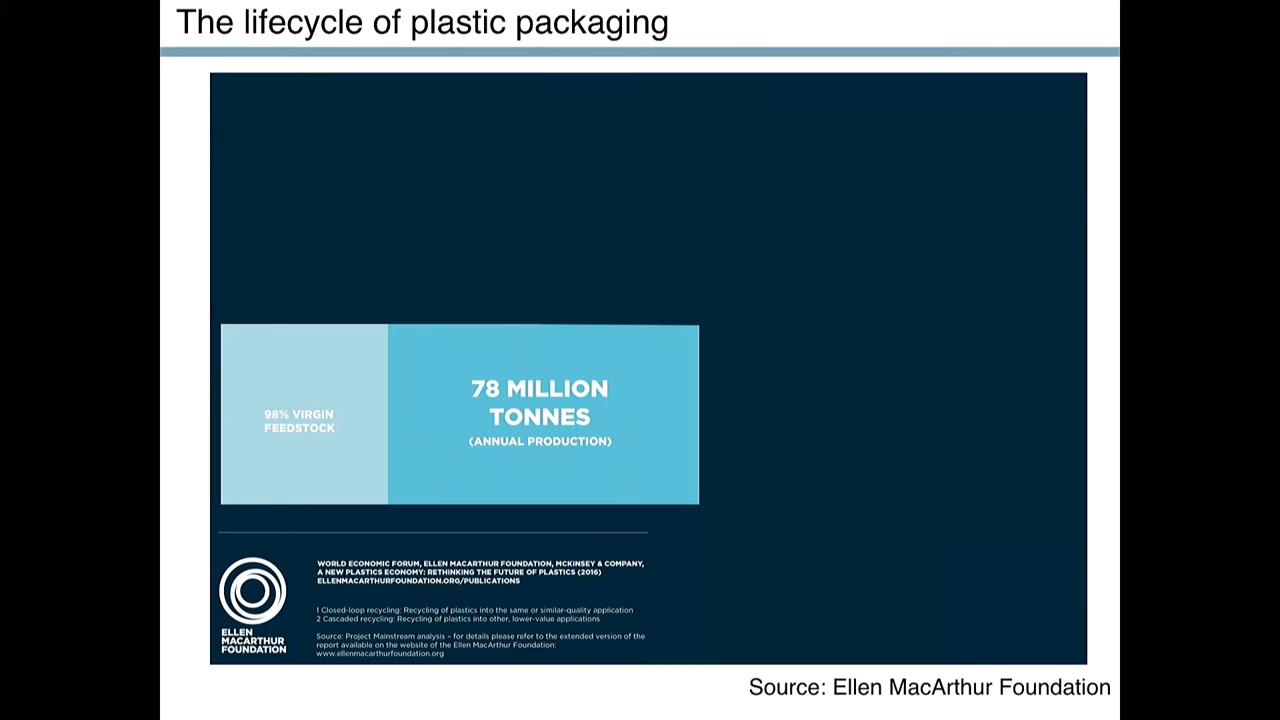 The lifecycle of plastic packaging
98% VIRGIN
FEEDSTOCK
78 MILLION
TONNES
(ANNUAL PRODUCTION)
ELLEN
MACARTHUR
FOUNDATION
WORLD ECONOMIC FORUM, ELLEN MACARTHUR FOUNDATION, MCKINSEY & COMPANY,
A NEW PLASTICS ECONOMY: RETHINKING THE FUTURE OF PLASTICS (2016)
ELLENMACARTHURFOUNDATION.ORG/PUBLICATIONS
1 Closed-loop recycling: Recycling of plastics into the same or similar-quality application
2 Cascaded recycling: Recycling of plastics into other, lower-value applications
Source: Project Mainstream analysis – for details please refer to the extended version of the
report available on the website of the Ellen MacArthur Foundation:
www.ellenmacarthurfoundation.org
Source: Ellen MacArthur Foundation